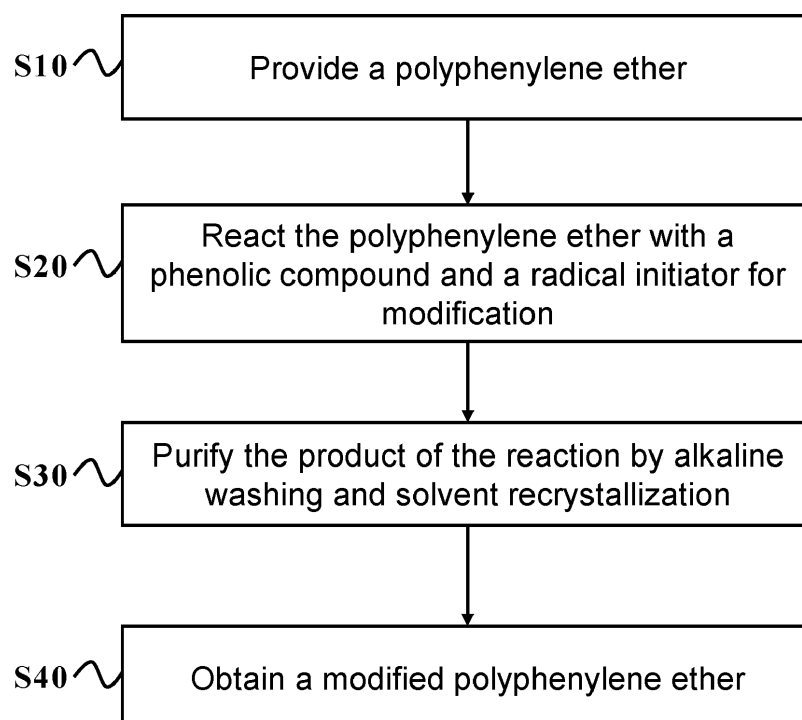 S10
Provide a polyphenylene ether
S20
React the polyphenylene ether with a
phenolic compound and a radical initiator for
modification
S30
Purify the product of the reaction by alkaline
washing and solvent recrystallization
S40
Obtain a modified polyphenylene ether